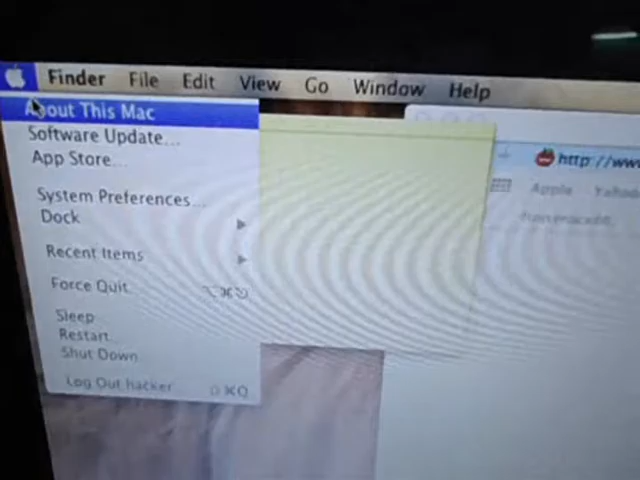 Finder File Edit View Go Window Help
About This Mac
Software Update...
App Store...
System Preferences...
Dock
Recent Items
Force Quit ⌥⌘⎋
Sleep
Restart...
Shut Down
Log Out hacker ⇧⌘Q
http://www
Apple Yahoo